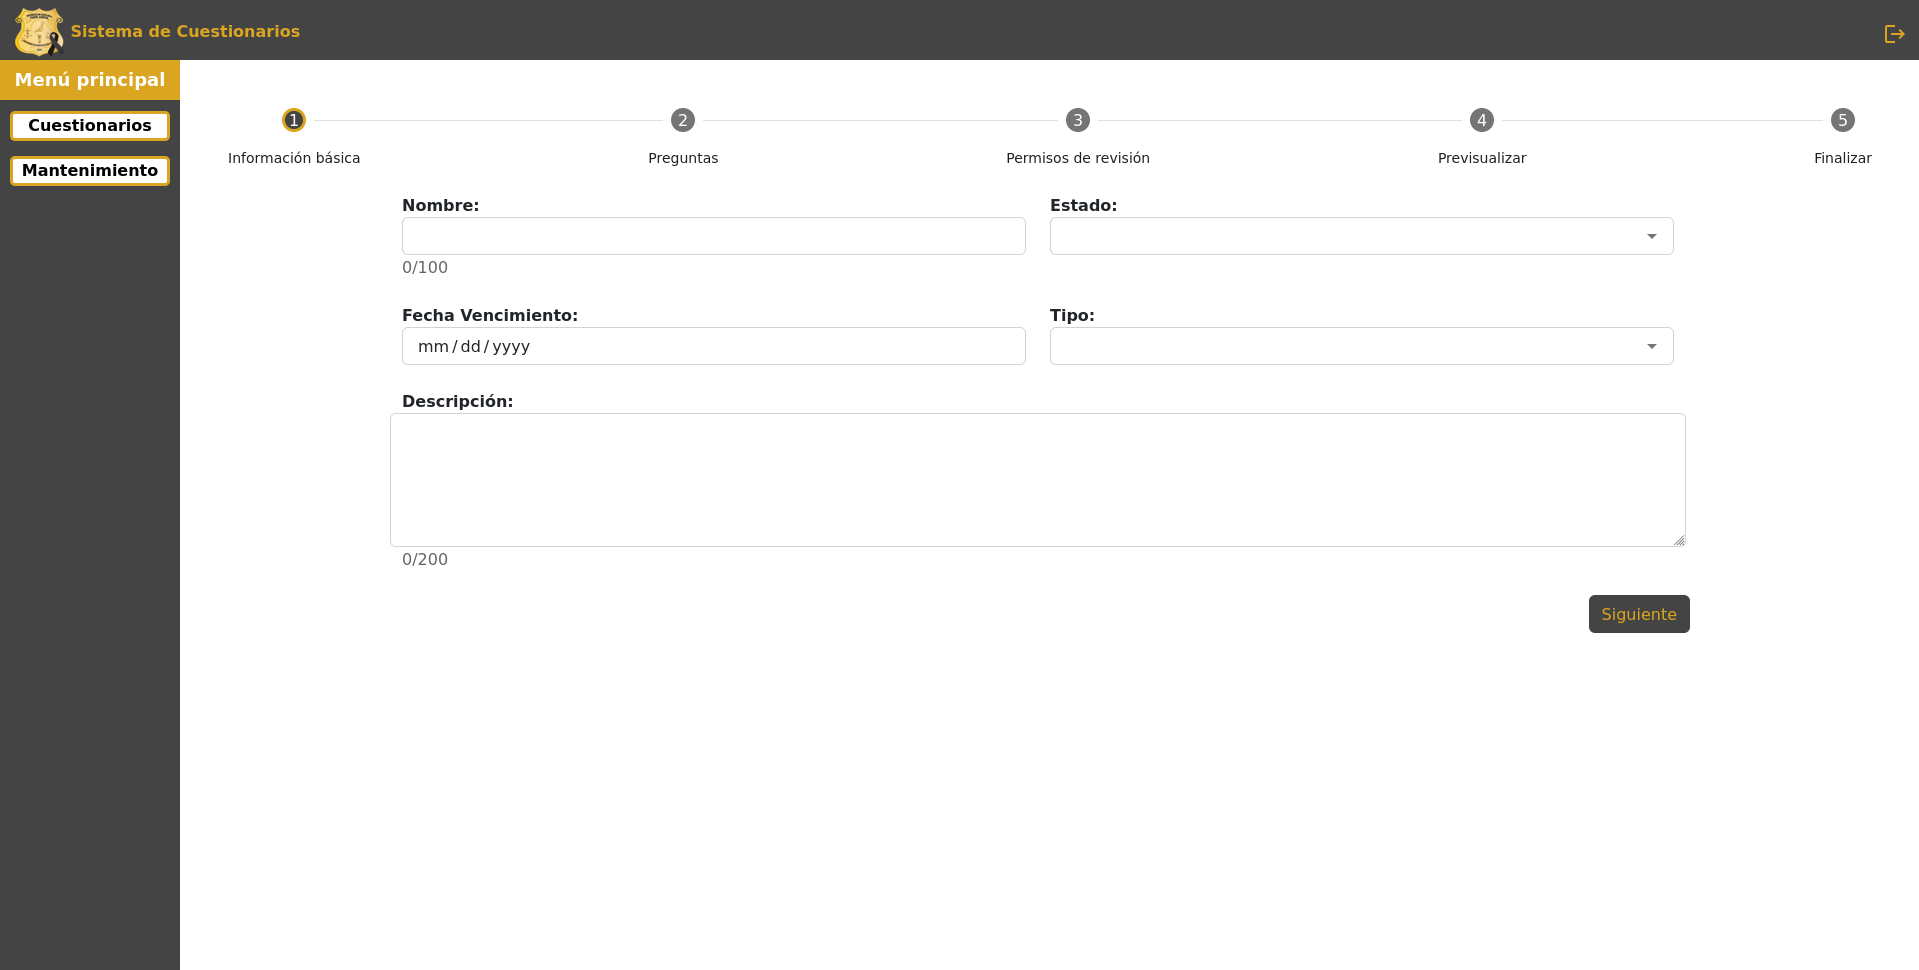 Sistema de Cuestionarios
Menú principal
Cuestionarios
Mantenimiento
1
2
3
4
5
Información básica
Preguntas
Permisos de revisión
Previsualizar
Finalizar
Nombre:
Estado:
0/100
Fecha Vencimiento:
Tipo:
mm/dd/yyyy
Descripción:
0/200
Siguiente